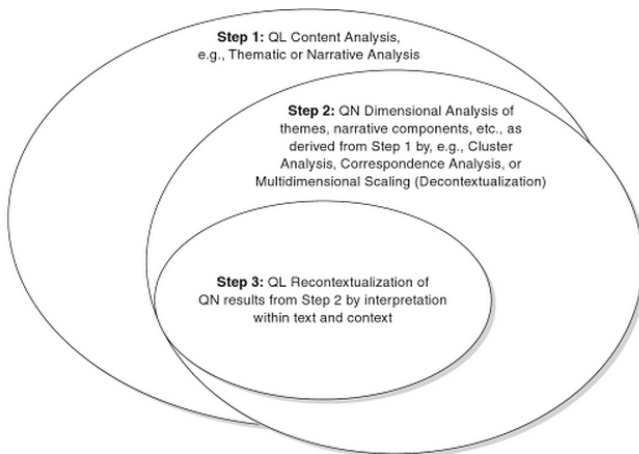 Step 1: QL Content Analysis,
e.g., Thematic or Narrative Analysis
Step 2: QN Dimensional Analysis of
themes, narrative components, etc., as
derived from Step 1 by, e.g., Cluster
Analysis, Correspondence Analysis, or
Multidimensional Scaling (Decontextualization)
Step 3: QL Recontextualization of
QN results from Step 2 by interpretation
within text and context